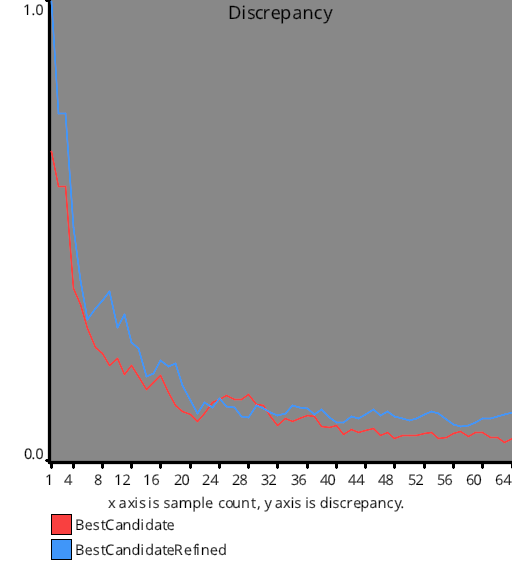 Discrepancy
1.0
0.0
1 4 8 12 16 20 24 28 32 36 40 44 48 52 56 60 64
x axis is sample count, y axis is discrepancy.
BestCandidate
BestCandidateRefined